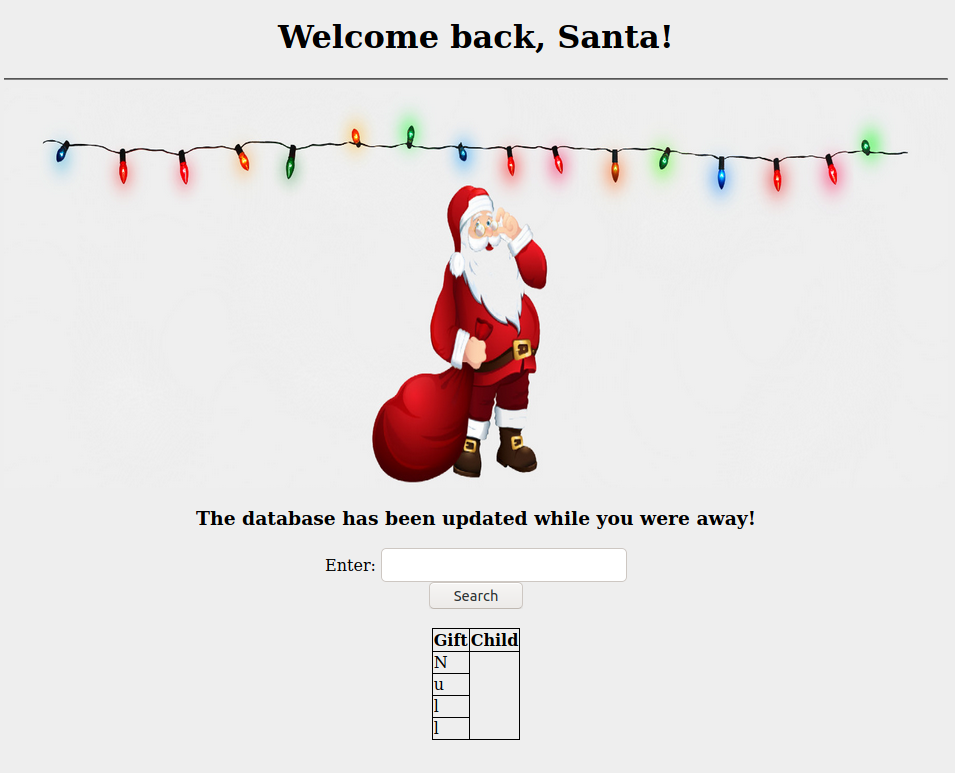 Welcome back, Santa!
The database has been updated while you were away!
Enter:
Search
Gift Child
N
u
l
l